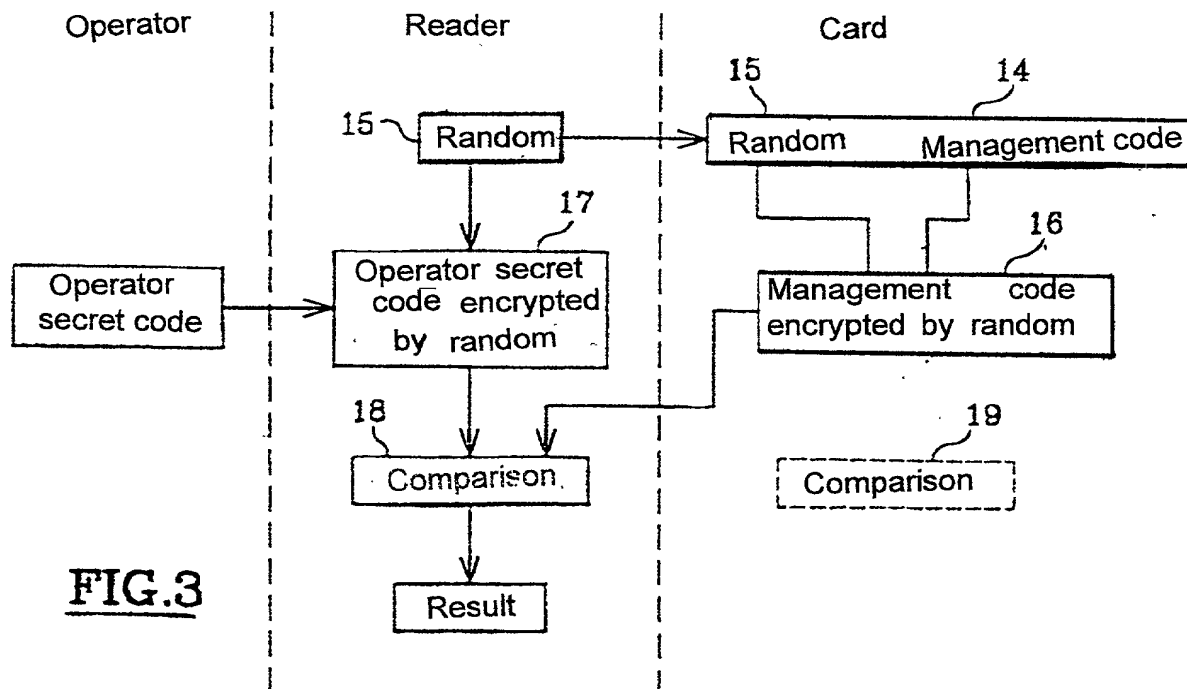 Operator Reader Card
15 14
15 Random
Random Management code
17
16
Operator secret code
Operator secret code encrypted by random
Management code encrypted by random
18
19
Comparison
Comparison
FIG.3
Result